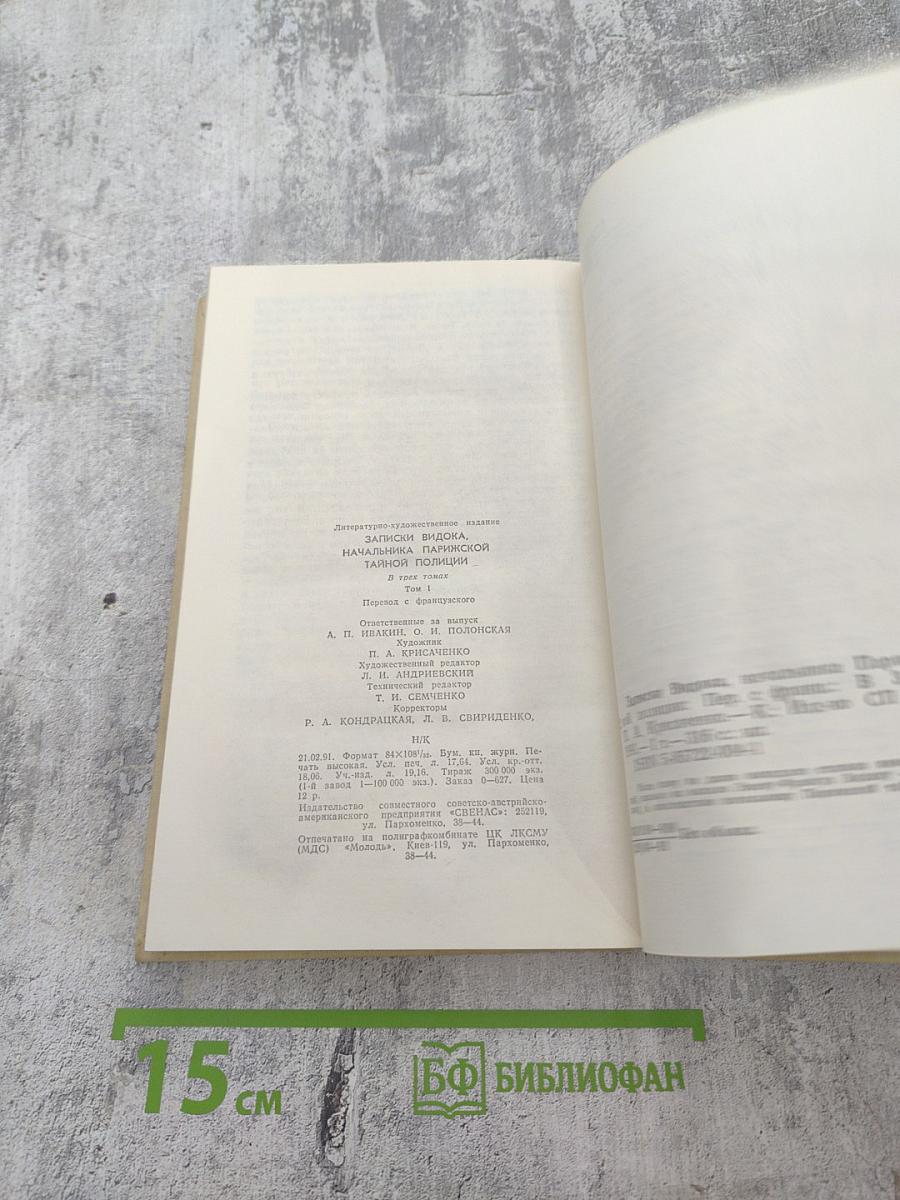 Литературно-художественное издание
ЗАПИСКИ ВИДОКА,
НАЧАЛЬНИКА ПАРИЖСКОЙ
ТАЙНОЙ ПОЛИЦИИ
В трех томах
Том 1
Перевод с французского
Ответственные за выпуск
А. П. ИВАКИН, О. И. ПОЛОНСКАЯ
Художник
П. А. КРИСАЧЕНКО
Художественный редактор
Л. И. АНДРИЕВСКИЙ
Технический редактор
Т. И. СЕМЧЕНКО
Корректоры
Р. А. КОНДРАЦКАЯ, Л. В. СВИРИДЕНКО,
Н/К
21.02.91. Формат 84×108¹/₃₂. Бум. кн. журн. Пе-
чать высокая. Усл. печ. л. 17,64. Усл. кр.-отт.
18,06. Уч.-изд. л. 19,16. Тираж 300 000 экз.
(1-й завод 1—100 000 экз.). Заказ 0—627. Цена
12 р.
Издательство совместного советско-австрийско-
американского предприятия «СВЕНАС»: 252119,
ул. Пархоменко, 38—44.
Отпечатано на полиграфкомбинате ЦК ЛКСМУ
(МДС) «Молодь», Киев-119, ул. Пархоменко,
38—44.
15 см
БФ БИБЛИОФАН